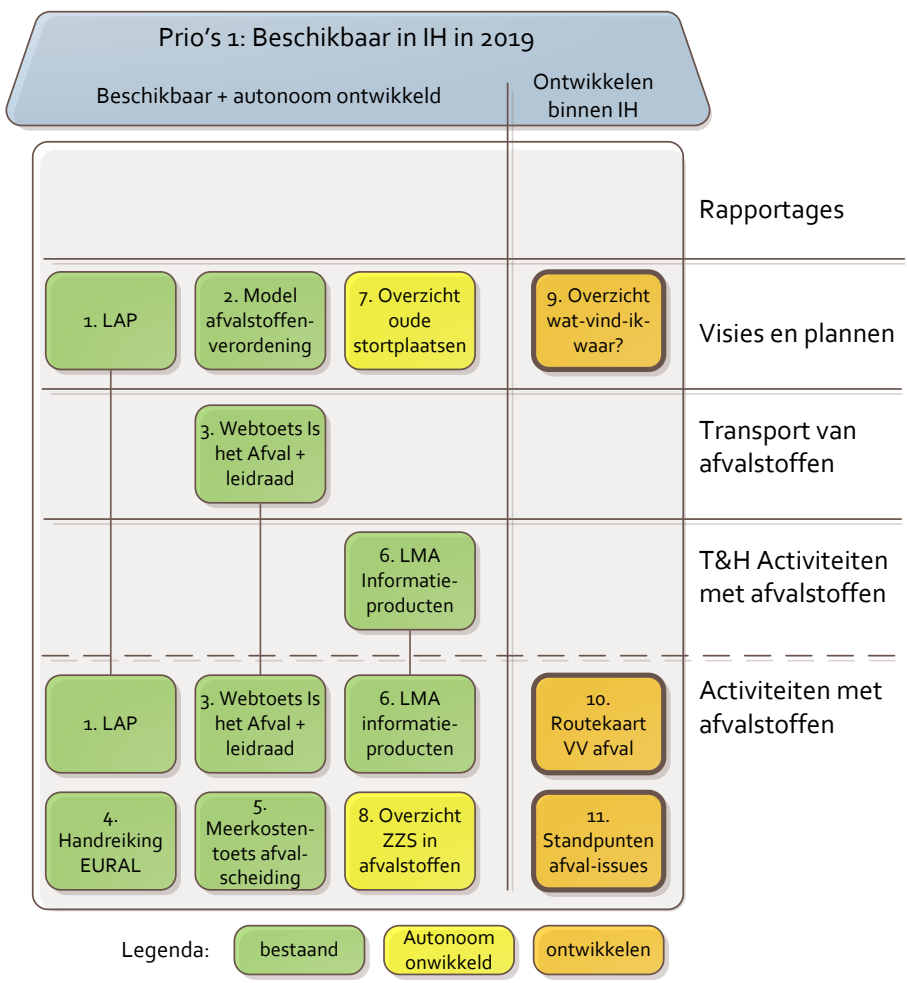 Prio's 1: Beschikbaar in IH in 2019
Beschikbaar + autonoom ontwikkeld
Ontwikkelen
binnen IH
Rapportages
1. LAP
2. Model
afvalstoffen-
verordening
7. Overzicht
oude
stortplaatsen
9. Overzicht
wat-vind-ik-
waar?
Visies en plannen
3. Webtoets Is
het Afval +
leidraad
Transport van
afvalstoffen
6. LMA
Informatie-
producten
T&H Activiteiten
met afvalstoffen
1. LAP
3. Webtoets Is
het Afval +
leidraad
6. LMA
informatie-
producten
10.
Routekaart
VV afval
Activiteiten met
afvalstoffen
4.
Handreiking
EURAL
5.
Meerkosten-
toets afval-
scheiding
8. Overzicht
ZZS in
afvalstoffen
11.
Standpunten
afval-issues
Legenda:
bestaand
Autonoom
onwikkeld
ontwikkelen